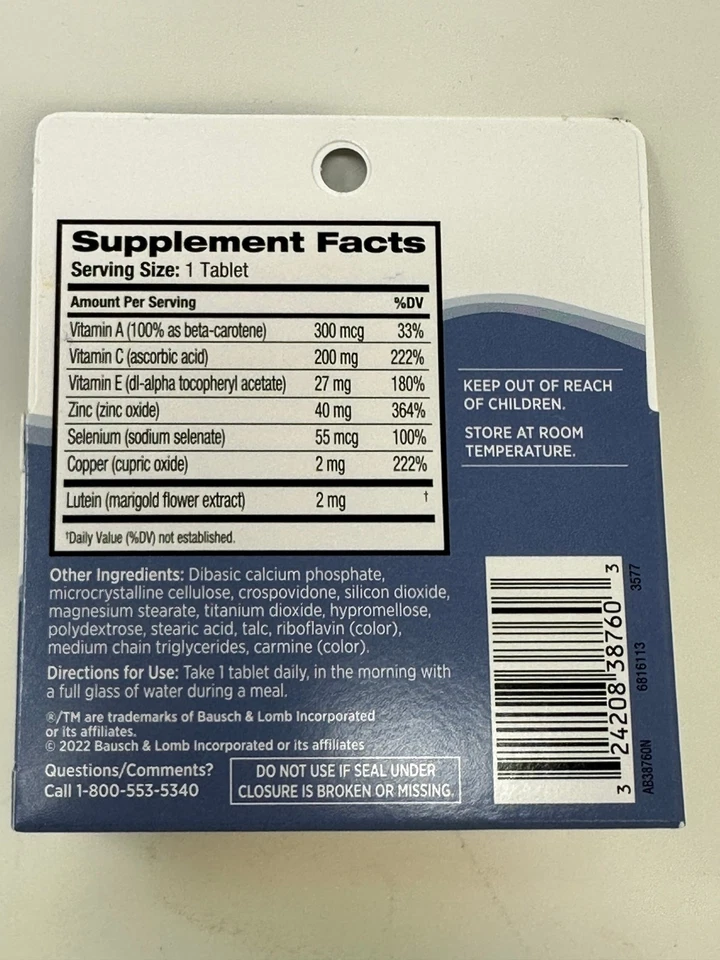 Supplement Facts
Serving Size: 1 Tablet
Amount Per Serving %DV
Vitamin A (100% as beta-carotene) 300 mcg 33%
Vitamin C (ascorbic acid) 200 mg 222%
Vitamin E (dl-alpha tocopheryl acetate) 27 mg 180%
Zinc (zinc oxide) 40 mg 364%
Selenium (sodium selenate) 55 mcg 100%
Copper (cupric oxide) 2 mg 222%
Lutein (marigold flower extract) 2 mg †
†Daily Value (%DV) not established.
KEEP OUT OF REACH
OF CHILDREN.
STORE AT ROOM
TEMPERATURE.
Other Ingredients: Dibasic calcium phosphate,
microcrystalline cellulose, crospovidone, silicon dioxide,
magnesium stearate, titanium dioxide, hypromellose,
polydextrose, stearic acid, talc, riboflavin (color),
medium chain triglycerides, carmine (color).
Directions for Use: Take 1 tablet daily, in the morning with
a full glass of water during a meal.
®/TM are trademarks of Bausch & Lomb Incorporated
or its affiliates.
© 2022 Bausch & Lomb Incorporated or its affiliates
Questions/Comments?
Call 1-800-553-5340
DO NOT USE IF SEAL UNDER
CLOSURE IS BROKEN OR MISSING.
3 24208 38760 3
AB38760N 6816113 3577